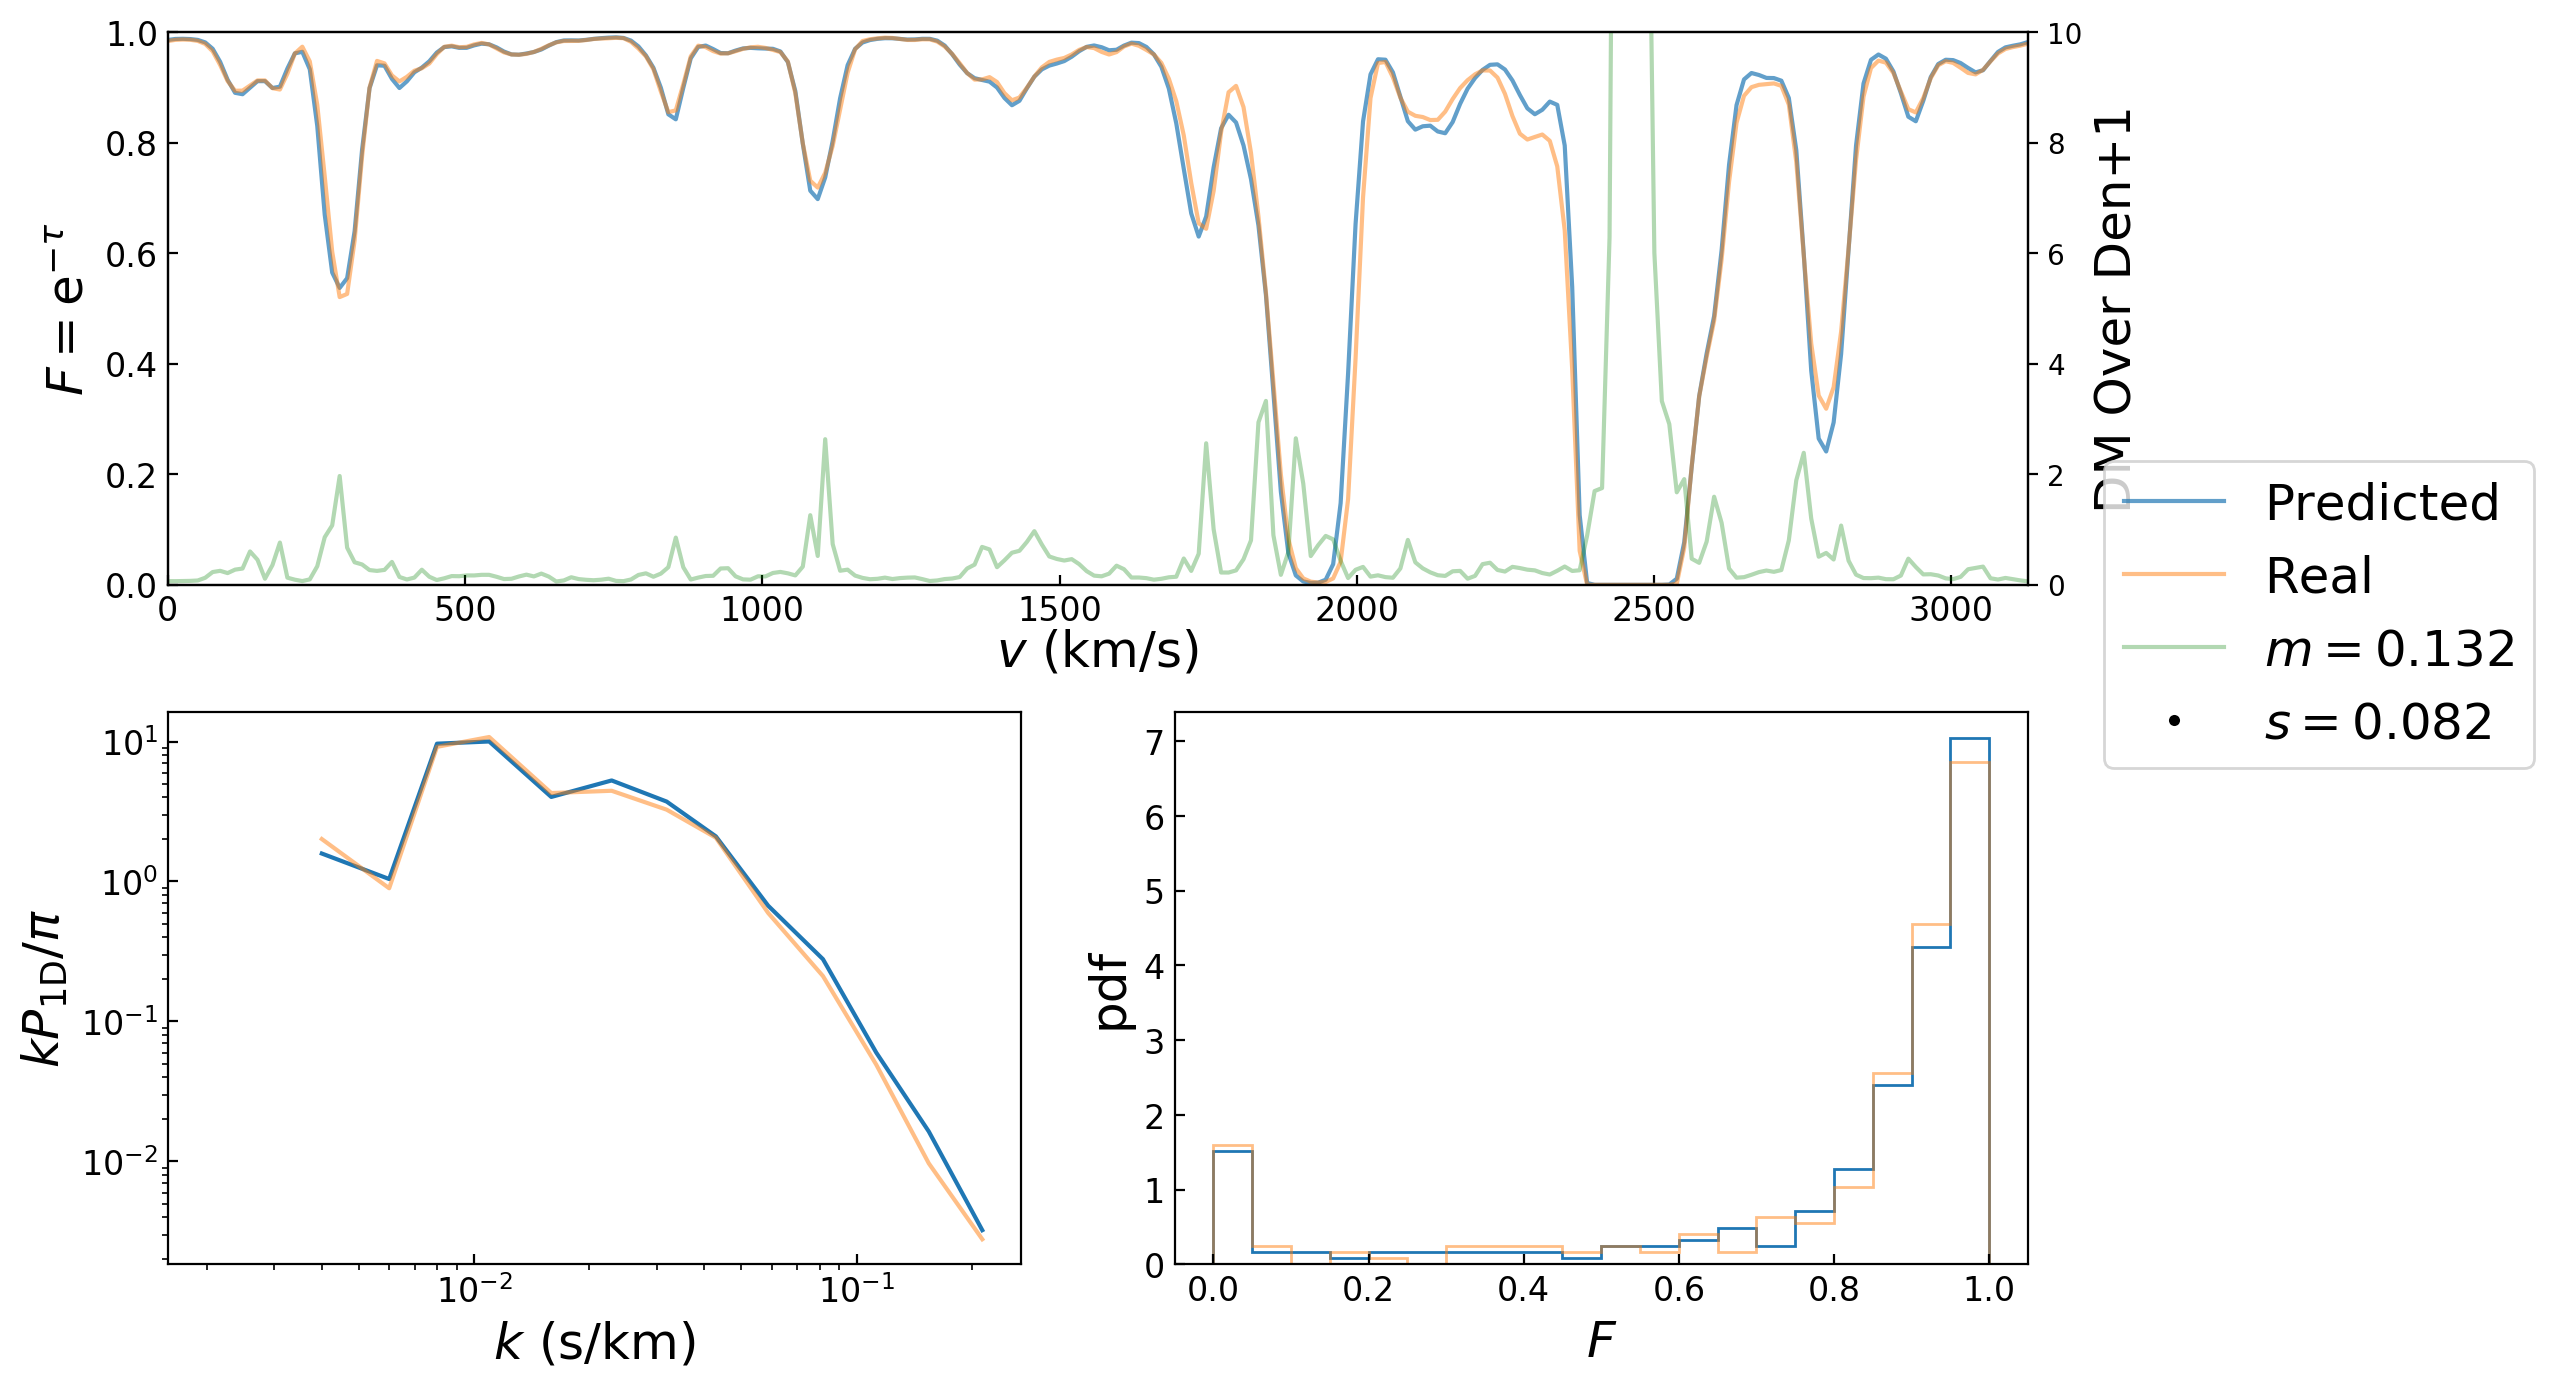 1.0
0.8
0.6
0.4
0.2
0.0
F = e^{−τ}
0 500 1000 1500 2000 2500 3000
v (km/s)
10
8
6
4
2
0
DM Over Den+1
Predicted
Real
m = 0.132
s = 0.082
10^1
10^0
10^{−1}
10^{−2}
kP_{1D}/π
10^{−2} 10^{−1}
k (s/km)
7
6
5
4
3
2
1
0
pdf
0.0 0.2 0.4 0.6 0.8 1.0
F